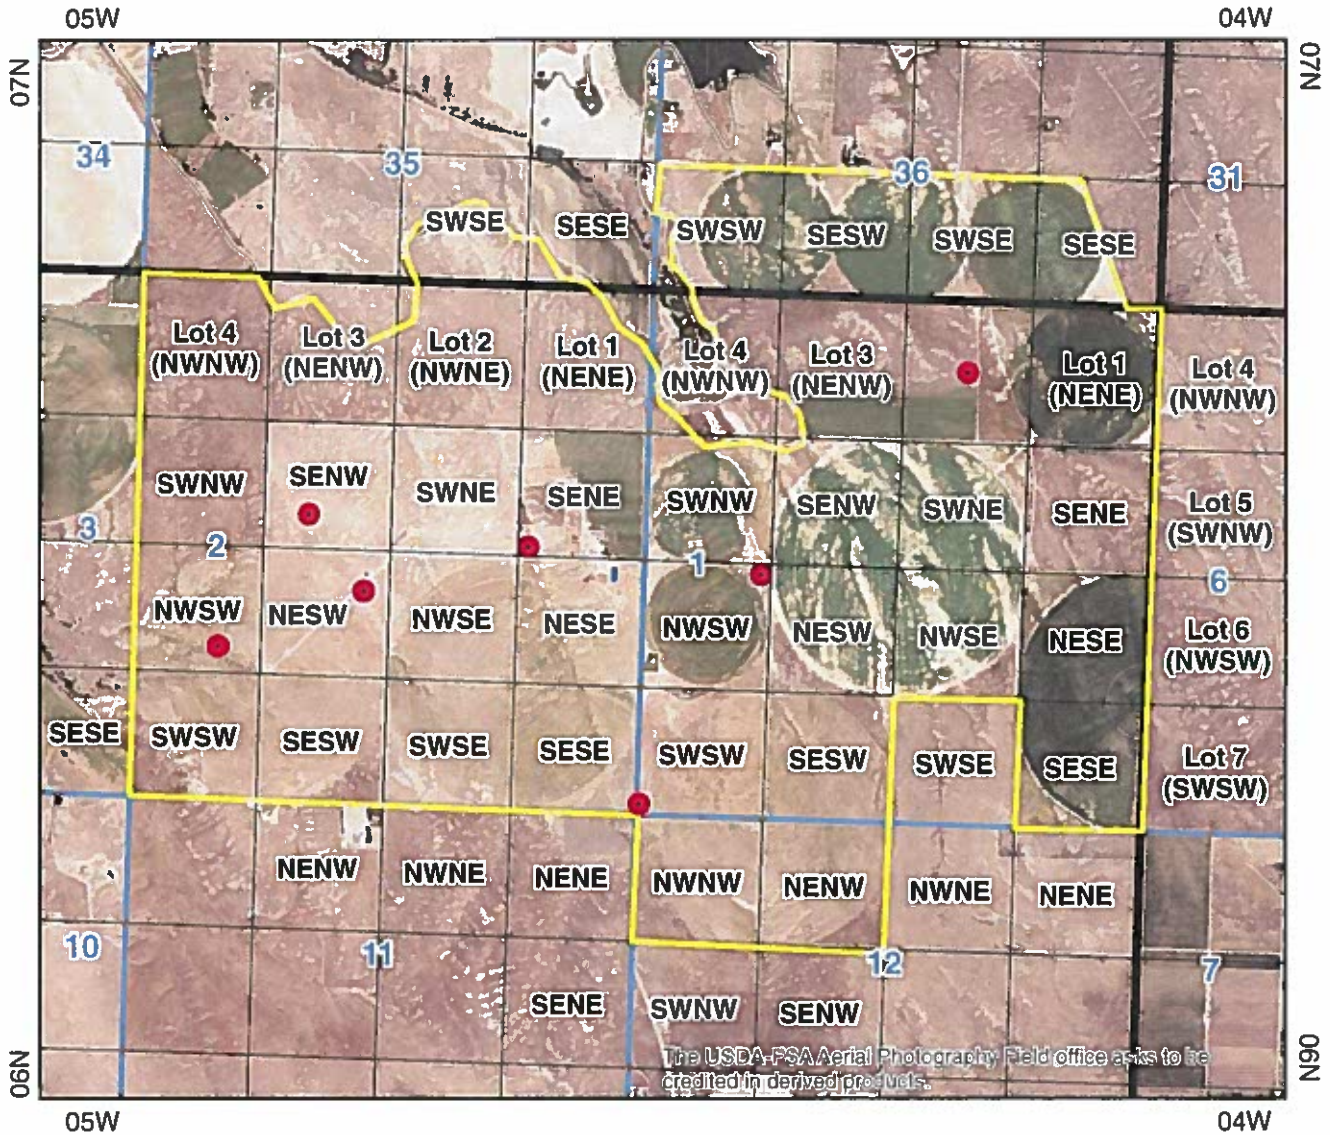 05W 04W
07N 07N
34 35 36 31
SWSE SESE SWSW SESW SWSE SESE
Lot 4 Lot 3 Lot 2 Lot 1 Lot 4 Lot 3 Lot 1 Lot 4
(NWNW) (NENW) (NWNE) (NENE) (NWNW) (NENW) (NENE) (NWNW)
SWNW SENW SWNE SENE SWNW SENW SWNE SENE Lot 5
(SWNW)
3 2 1 6
NWSW NESW NWSE NESE NWSW NESW NWSE NESE Lot 6
(NWSW)
SESE SWSW SESW SWSE SESE SWSW SESW SWSE SESE Lot 7
(SWSW)
NENW NWNE NENE NWNW NENW NWNE NENE
10 11 12 7
SENE SWNW SENW
The USDA-FSA Aerial Photography Field office asks to be
credited in derived products.
06N 06N
05W 04W